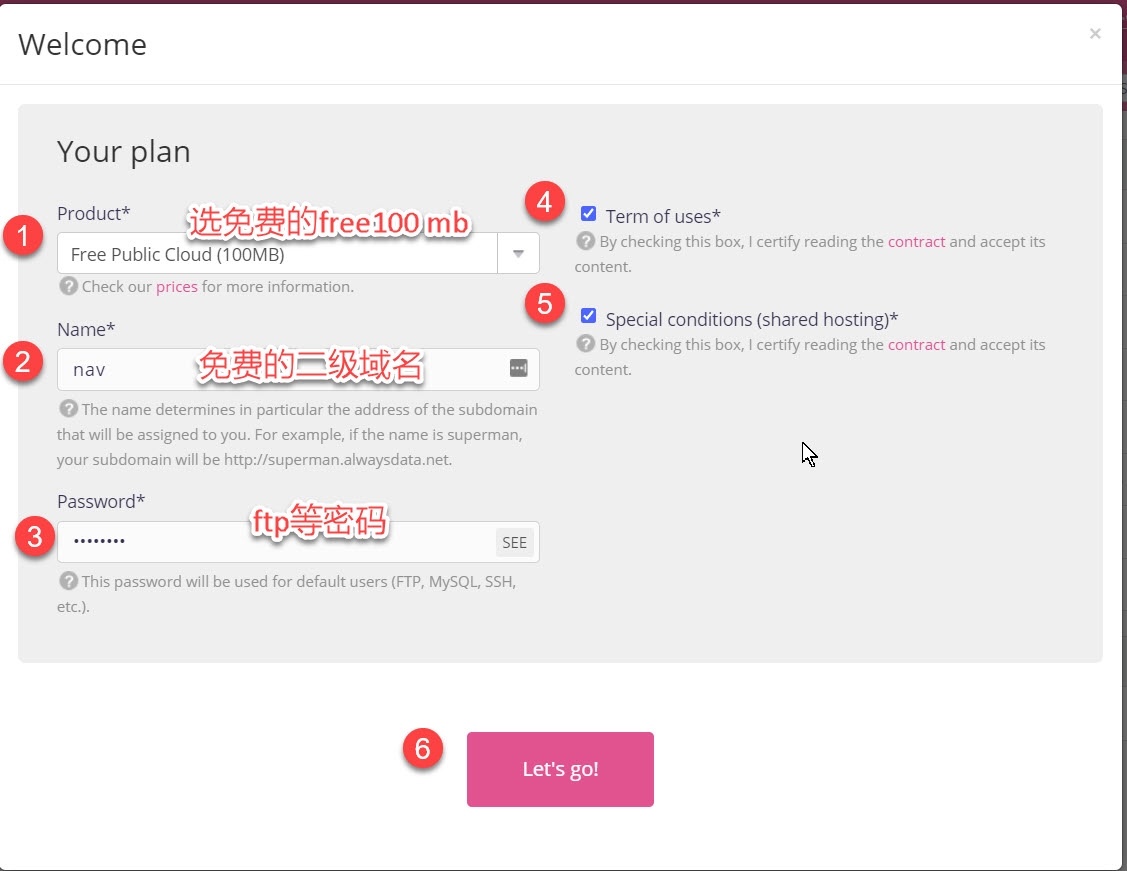 Welcome
×
Your plan
Product*
选免费的free100 mb
1
Free Public Cloud (100MB)
? Check our prices for more information.
Name*
2
nav
免费的二级域名
? The name determines in particular the address of the subdomain
that will be assigned to you. For example, if the name is superman,
your subdomain will be http://superman.alwaysdata.net.
Password*
ftp等密码
3
••••••••
SEE
? This password will be used for default users (FTP, MySQL, SSH,
etc.).
4
Term of uses*
? By checking this box, I certify reading the contract and accept its
content.
5
Special conditions (shared hosting)*
? By checking this box, I certify reading the contract and accept its
content.
6
Let's go!